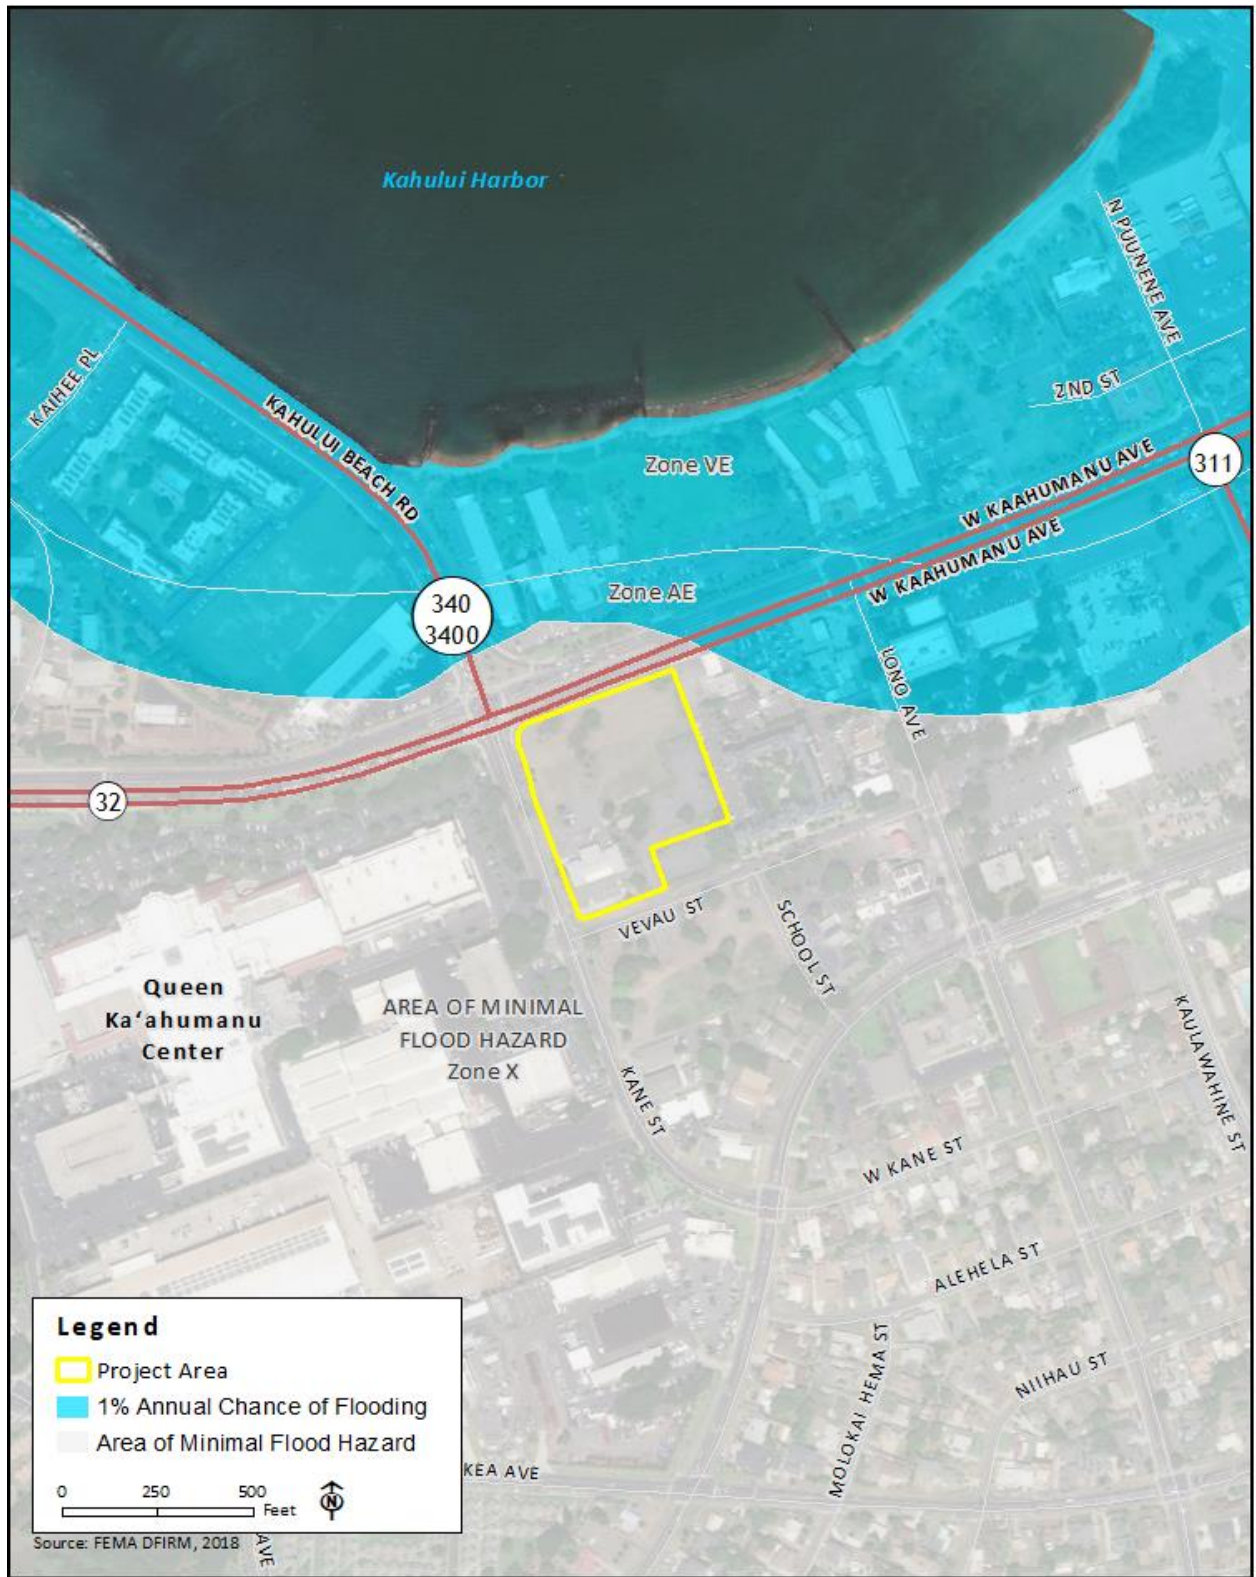 Kahului Harbor
N PUUNENE AVE
KAIHEE PL
2ND ST
KAHULUI BEACH RD
Zone VE
W KAAHUMANU AVE
311
W KAAHUMANU AVE
Zone AE
340
3400
LONO AVE
32
VEVAU ST
SCHOOL ST
Queen
Kaʻahumanu
Center
AREA OF MINIMAL
FLOOD HAZARD
Zone X
KAULAWAHINE ST
KANE ST
W KANE ST
ALEHELA ST
MOLOKAI HEMA ST
NIIHAU ST
Legend
Project Area
1% Annual Chance of Flooding
Area of Minimal Flood Hazard
0 250 500
Feet
N
KEA AVE
Source: FEMA DFIRM, 2018
AVE